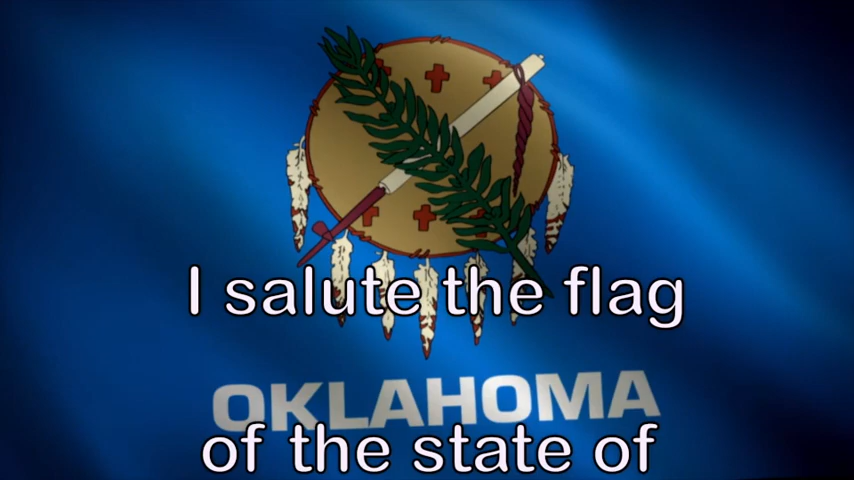 I salute the flag
OKLAHOMA
of the state of